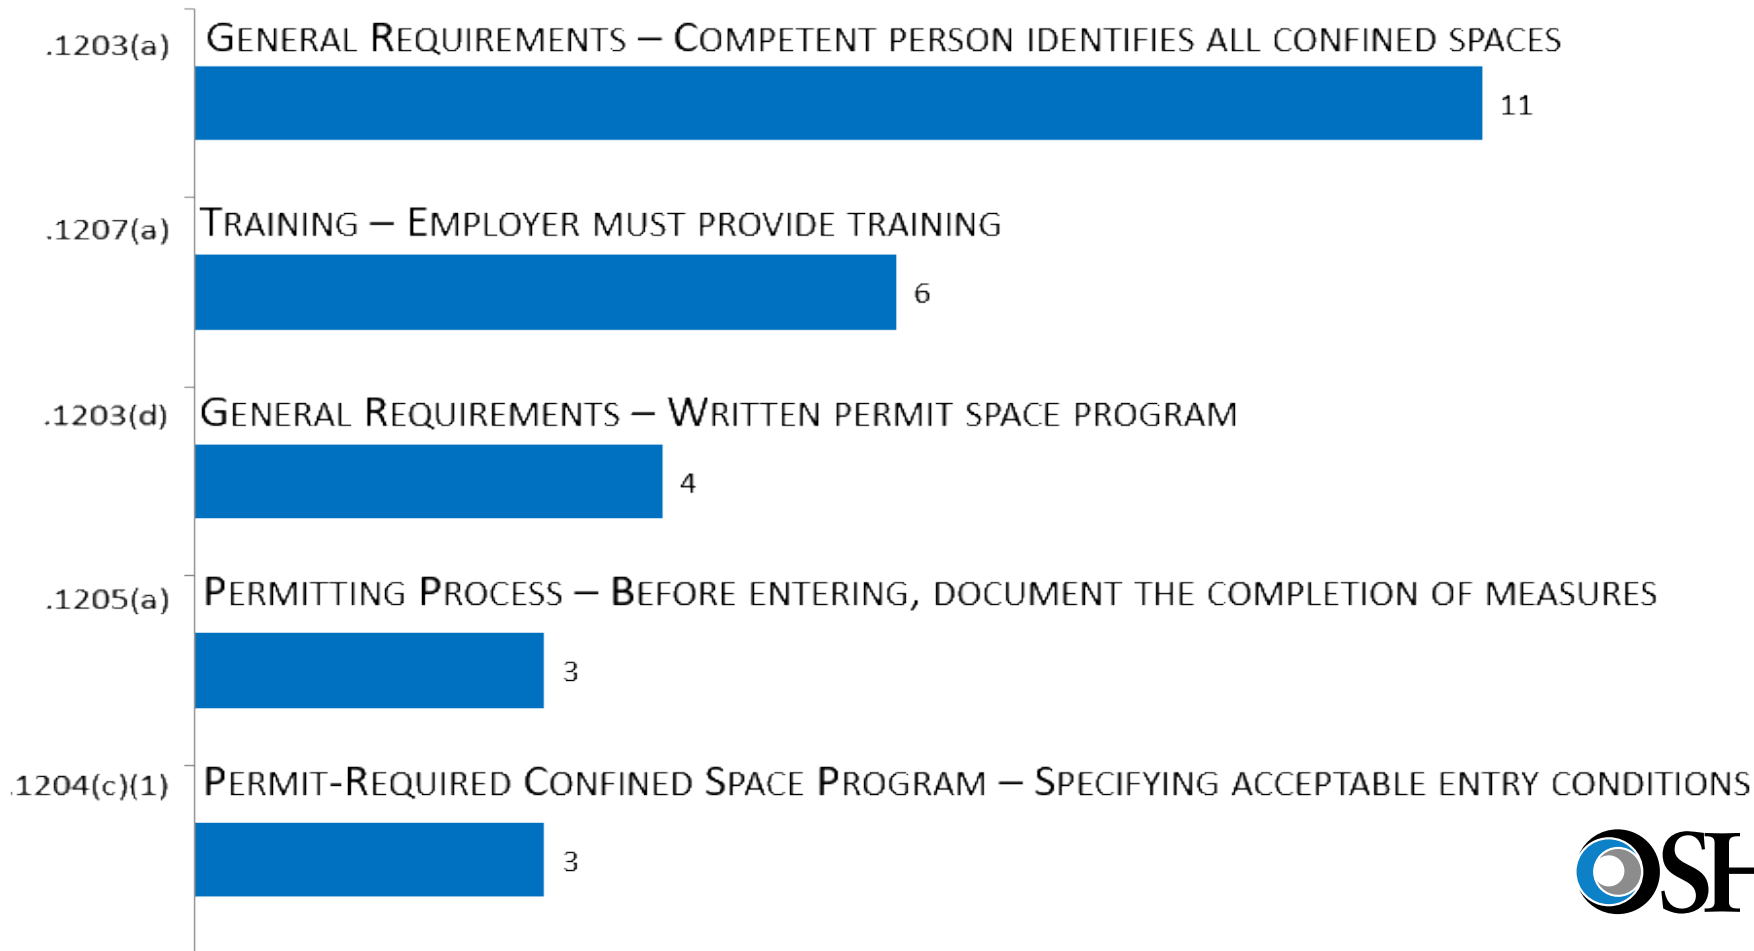 .1203(a) GENERAL REQUIREMENTS – COMPETENT PERSON IDENTIFIES ALL CONFINED SPACES
11
.1207(a) TRAINING – EMPLOYER MUST PROVIDE TRAINING
6
.1203(d) GENERAL REQUIREMENTS – WRITTEN PERMIT SPACE PROGRAM
4
.1205(a) PERMITTING PROCESS – BEFORE ENTERING, DOCUMENT THE COMPLETION OF MEASURES
3
.1204(c)(1) PERMIT-REQUIRED CONFINED SPACE PROGRAM – SPECIFYING ACCEPTABLE ENTRY CONDITIONS
3